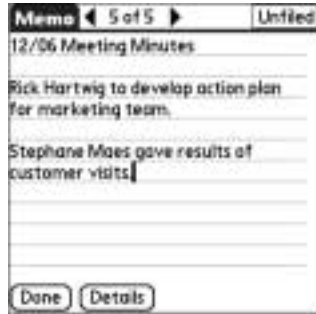 Memo 5 of 5 Unfiled
12/06 Meeting Minutes
Rick Hartwig to develop action plan
for marketing team.
Stephane Maes gave results of
customer visits.
Done Details